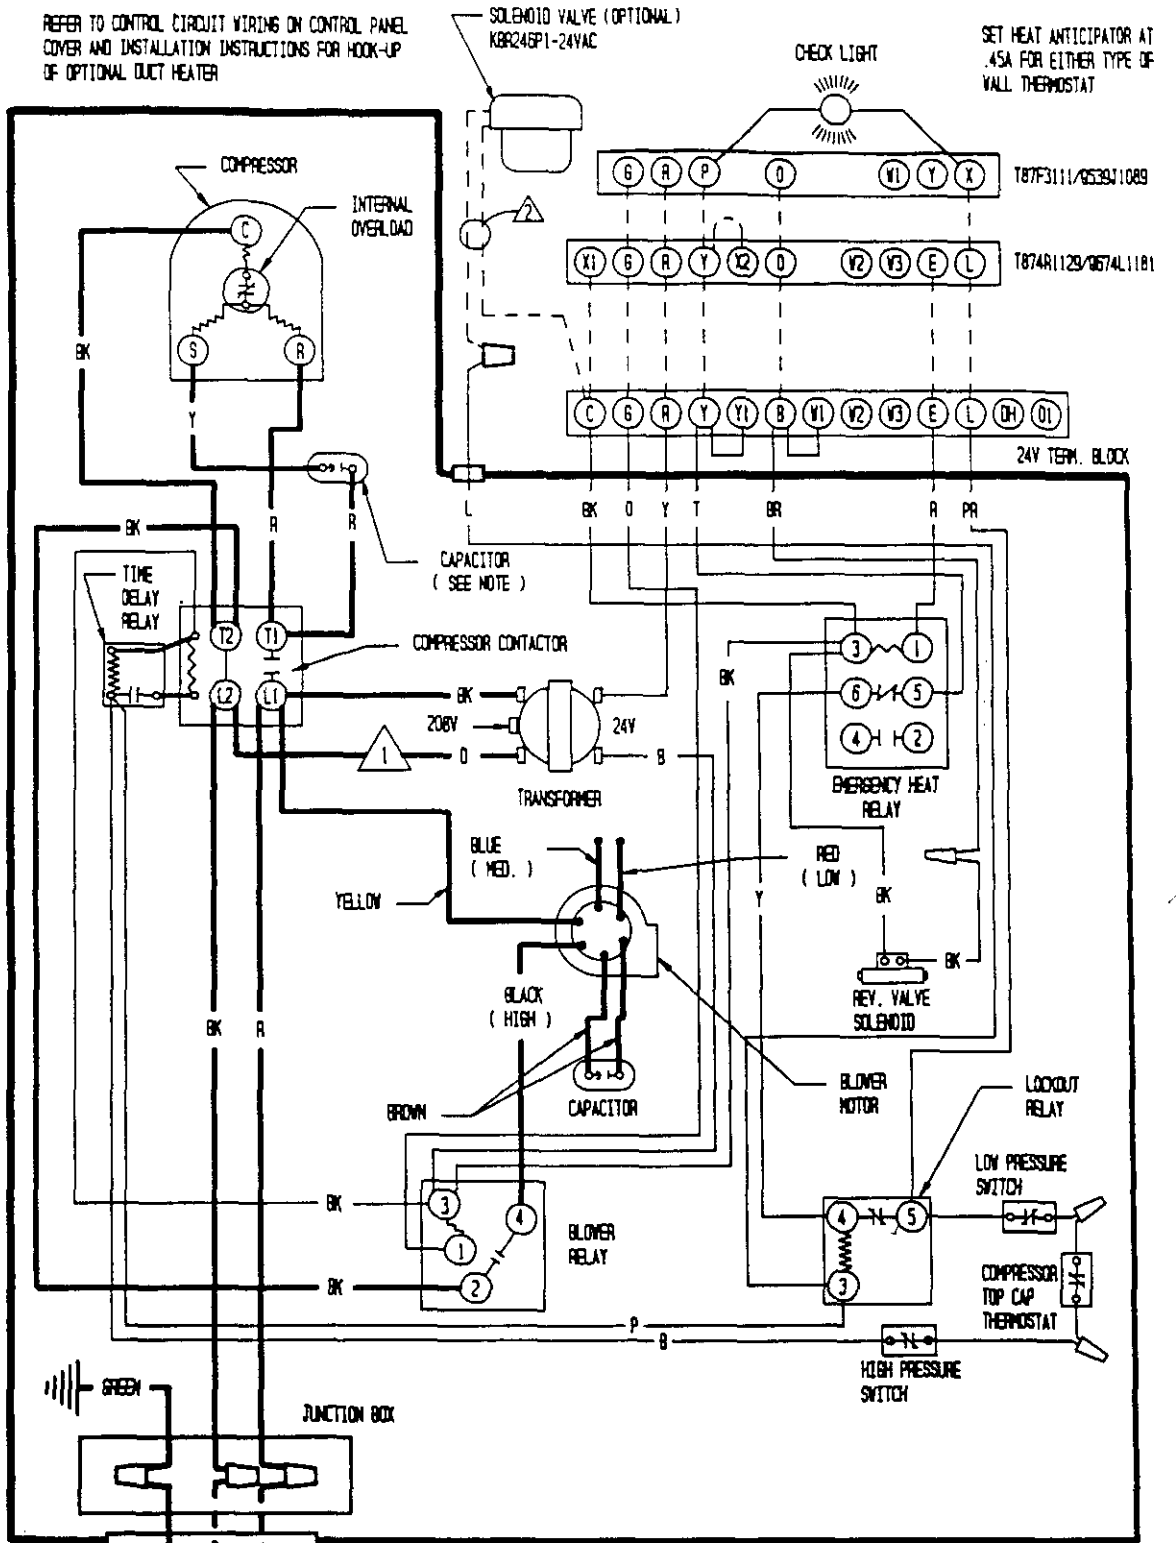 REFER TO CONTROL CIRCUIT WIRING ON CONTROL PANEL
COVER AND INSTALLATION INSTRUCTIONS FOR HOOK-UP
OF OPTIONAL DUCT HEATER
SOLENOID VALVE (OPTIONAL)
KBR246P1-24VAC
CHECK LIGHT
SET HEAT ANTICIPATOR AT
.45A FOR EITHER TYPE OF
WALL THERMOSTAT
COMPRESSOR
G R P O W1 Y X
T87F3111/Q539J1089
INTERNAL
OVERLOAD
2
C
X1 G R Y X2 O W2 W3 E L
T874R1129/Q674L1181
BK
S R
Y
C G R Y Y1 B W1 W2 W3 E L DH O1
24V TERM. BLOCK
L BK O Y T BR R PR
BK R R
CAPACITOR
( SEE NOTE )
TIME
DELAY
RELAY
T2 T1
COMPRESSOR CONTACTOR
3 1
BK
L2 L1
BK
208V 24V
6 5
1 O B
4 2
TRANSFORMER
EMERGENCY HEAT
RELAY
BLUE
( MED. )
RED
( LOW )
YELLOW
Y
BK
BK
BLACK
( HIGH )
REV. VALVE
SOLENOID
BK R
BROWN
CAPACITOR
BLOWER
MOTOR
LOCKOUT
RELAY
LOW PRESSURE
SWITCH
BK
3 4
1
2
BLOWER
RELAY
4 5
3
BK
COMPRESSOR
TOP CAP
THERMOSTAT
P
B
HIGH PRESSURE
SWITCH
GREEN
JUNCTION BOX